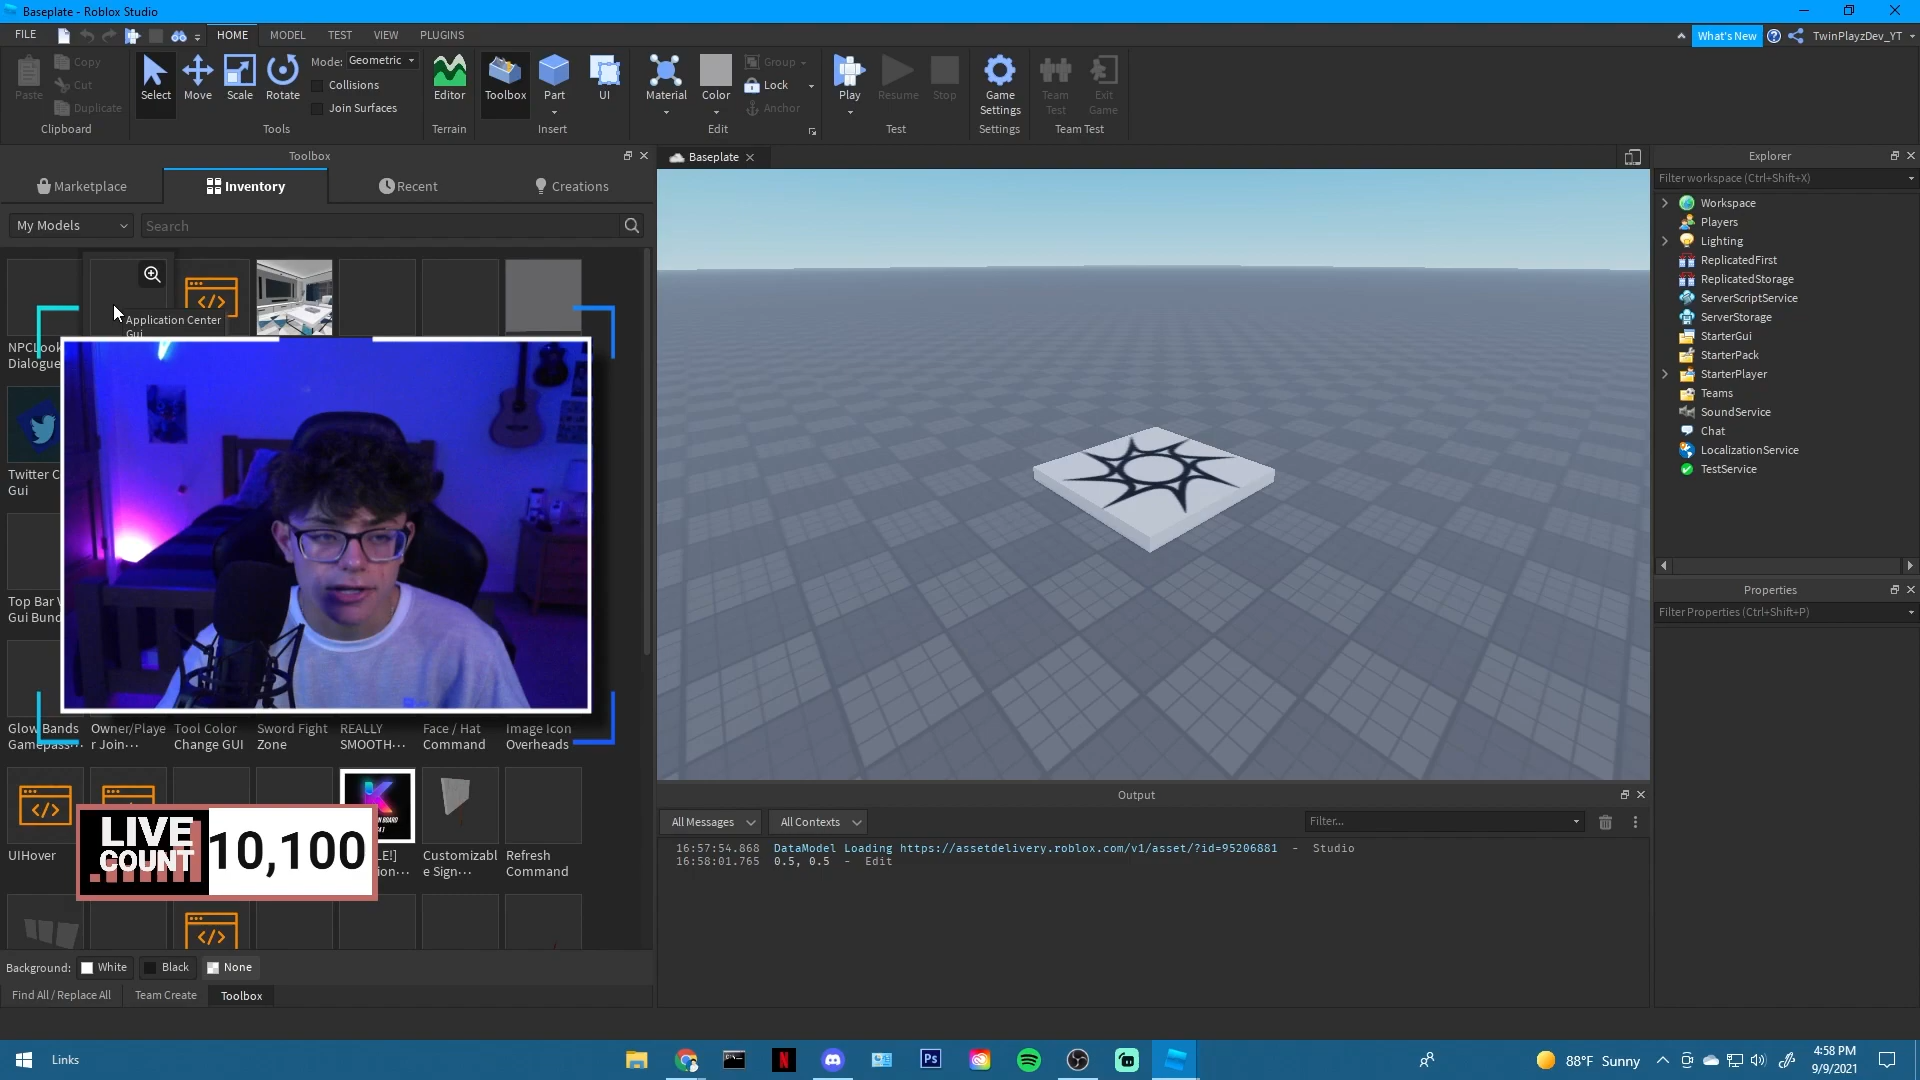 Baseplate - Roblox Studio
FILE HOME MODEL TEST VIEW PLUGINS What's New TwinPlayzDev_YT
Paste Copy Cut Duplicate
Clipboard
Select Move Scale Rotate
Mode: Geometric
Collisions
Join Surfaces
Tools
Editor
Terrain
Toolbox Part UI
Insert
Material Color
Group
Lock
Anchor
Edit
Play Resume Stop
Test
Game Settings
Settings
Team Test Exit Game
Team Test
Toolbox
Marketplace Inventory Recent Creations
My Models Search
Application Center
Gui
NPCLook
Dialogue
Twitter C
Gui
Top Bar
Gui Bun
Glow Bands
Gamepass...
Owner/Playe
r Join...
Tool Color
Change GUI
Sword Fight
Zone
REALLY
SMOOTH...
Face / Hat
Command
Image Icon
Overheads
UIHover
LIVE
COUNT
10,100
Customizabl
e Sign...
Refresh
Command
Background: White Black None
Find All / Replace All Team Create Toolbox
Baseplate
Output
All Messages All Contexts Filter...
16:57:54.868 DataModel Loading https://assetdelivery.roblox.com/v1/asset/?id=95206881 - Studio
16:58:01.765 0.5, 0.5 - Edit
Explorer
Filter workspace (Ctrl+Shift+X)
Workspace
Players
Lighting
ReplicatedFirst
ReplicatedStorage
ServerScriptService
ServerStorage
StarterGui
StarterPack
StarterPlayer
Teams
SoundService
Chat
LocalizationService
TestService
Properties
Filter Properties (Ctrl+Shift+P)
Links
Ps
88°F Sunny
4:58 PM
9/9/2021